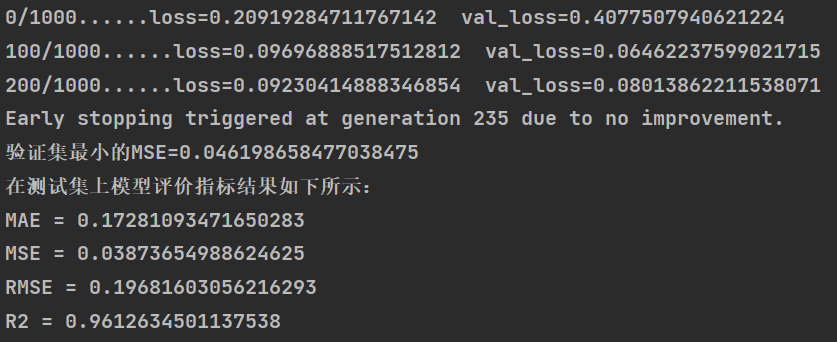 0/1000......loss=0.20919284711767142  val_loss=0.4077507940621224
100/1000......loss=0.09696888517512812  val_loss=0.06462237599021715
200/1000......loss=0.09230414888346854  val_loss=0.08013862211538071
Early stopping triggered at generation 235 due to no improvement.
验证集最小的MSE=0.046198658477038475
在测试集上模型评价指标结果如下所示:
MAE = 0.17281093471650283
MSE = 0.03873654988624625
RMSE = 0.19681603056216293
R2 = 0.9612634501137538